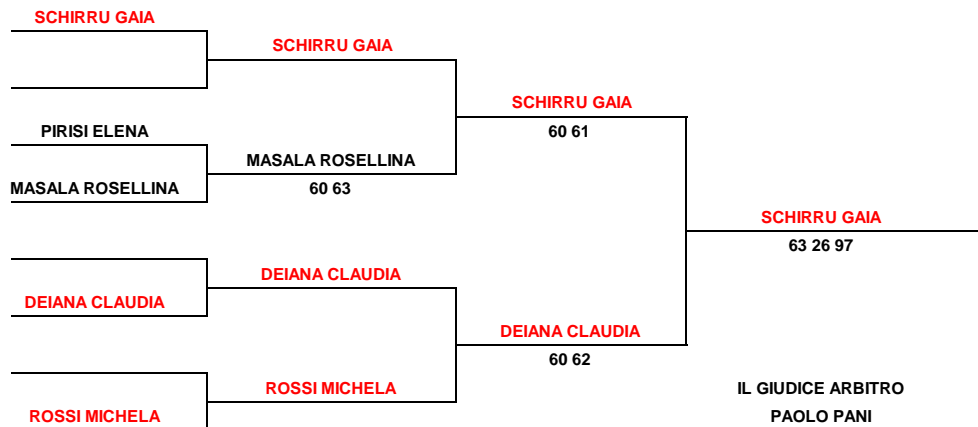 SCHIRRU GAIA
SCHIRRU GAIA
SCHIRRU GAIA
60 61
PIRISI ELENA
MASALA ROSELLINA
MASALA ROSELLINA
60 63
SCHIRRU GAIA
63 26 97
DEIANA CLAUDIA
DEIANA CLAUDIA
DEIANA CLAUDIA
60 62
ROSSI MICHELA
ROSSI MICHELA
IL GIUDICE ARBITRO
PAOLO PANI